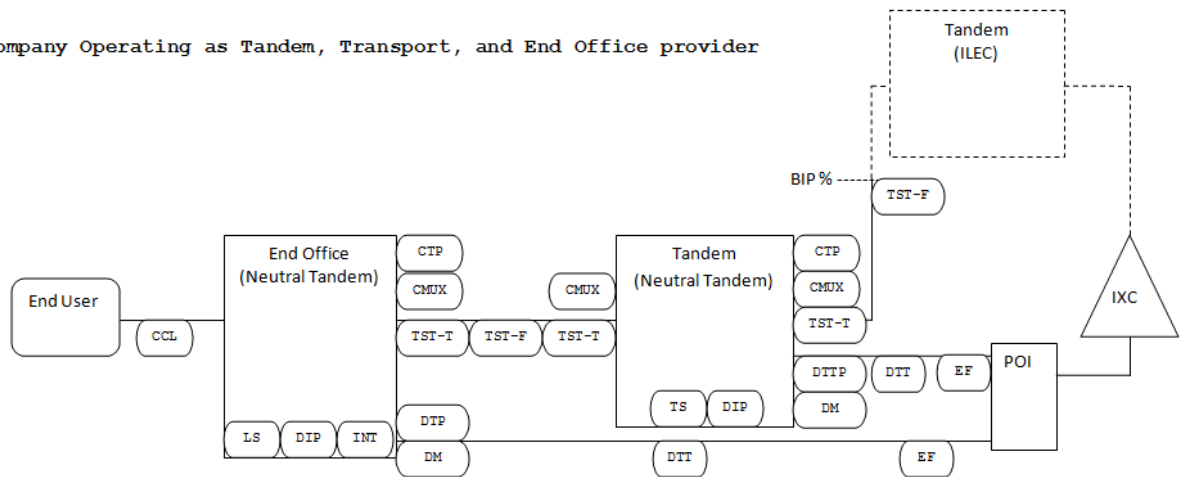 ompany Operating as Tandem, Transport, and End Office provider
Tandem
(ILEC)
BIP %
TST-F
End Office
(Neutral Tandem)
CTP
CMUX
CMUX
Tandem
(Neutral Tandem)
CTP
CMUX
End User
CCL
TST-T
TST-F
TST-T
TST-T
IXC
DTTP
DTT
EF
POI
TS
DIP
DM
LS
DIP
INT
DTP
DM
DTT
EF